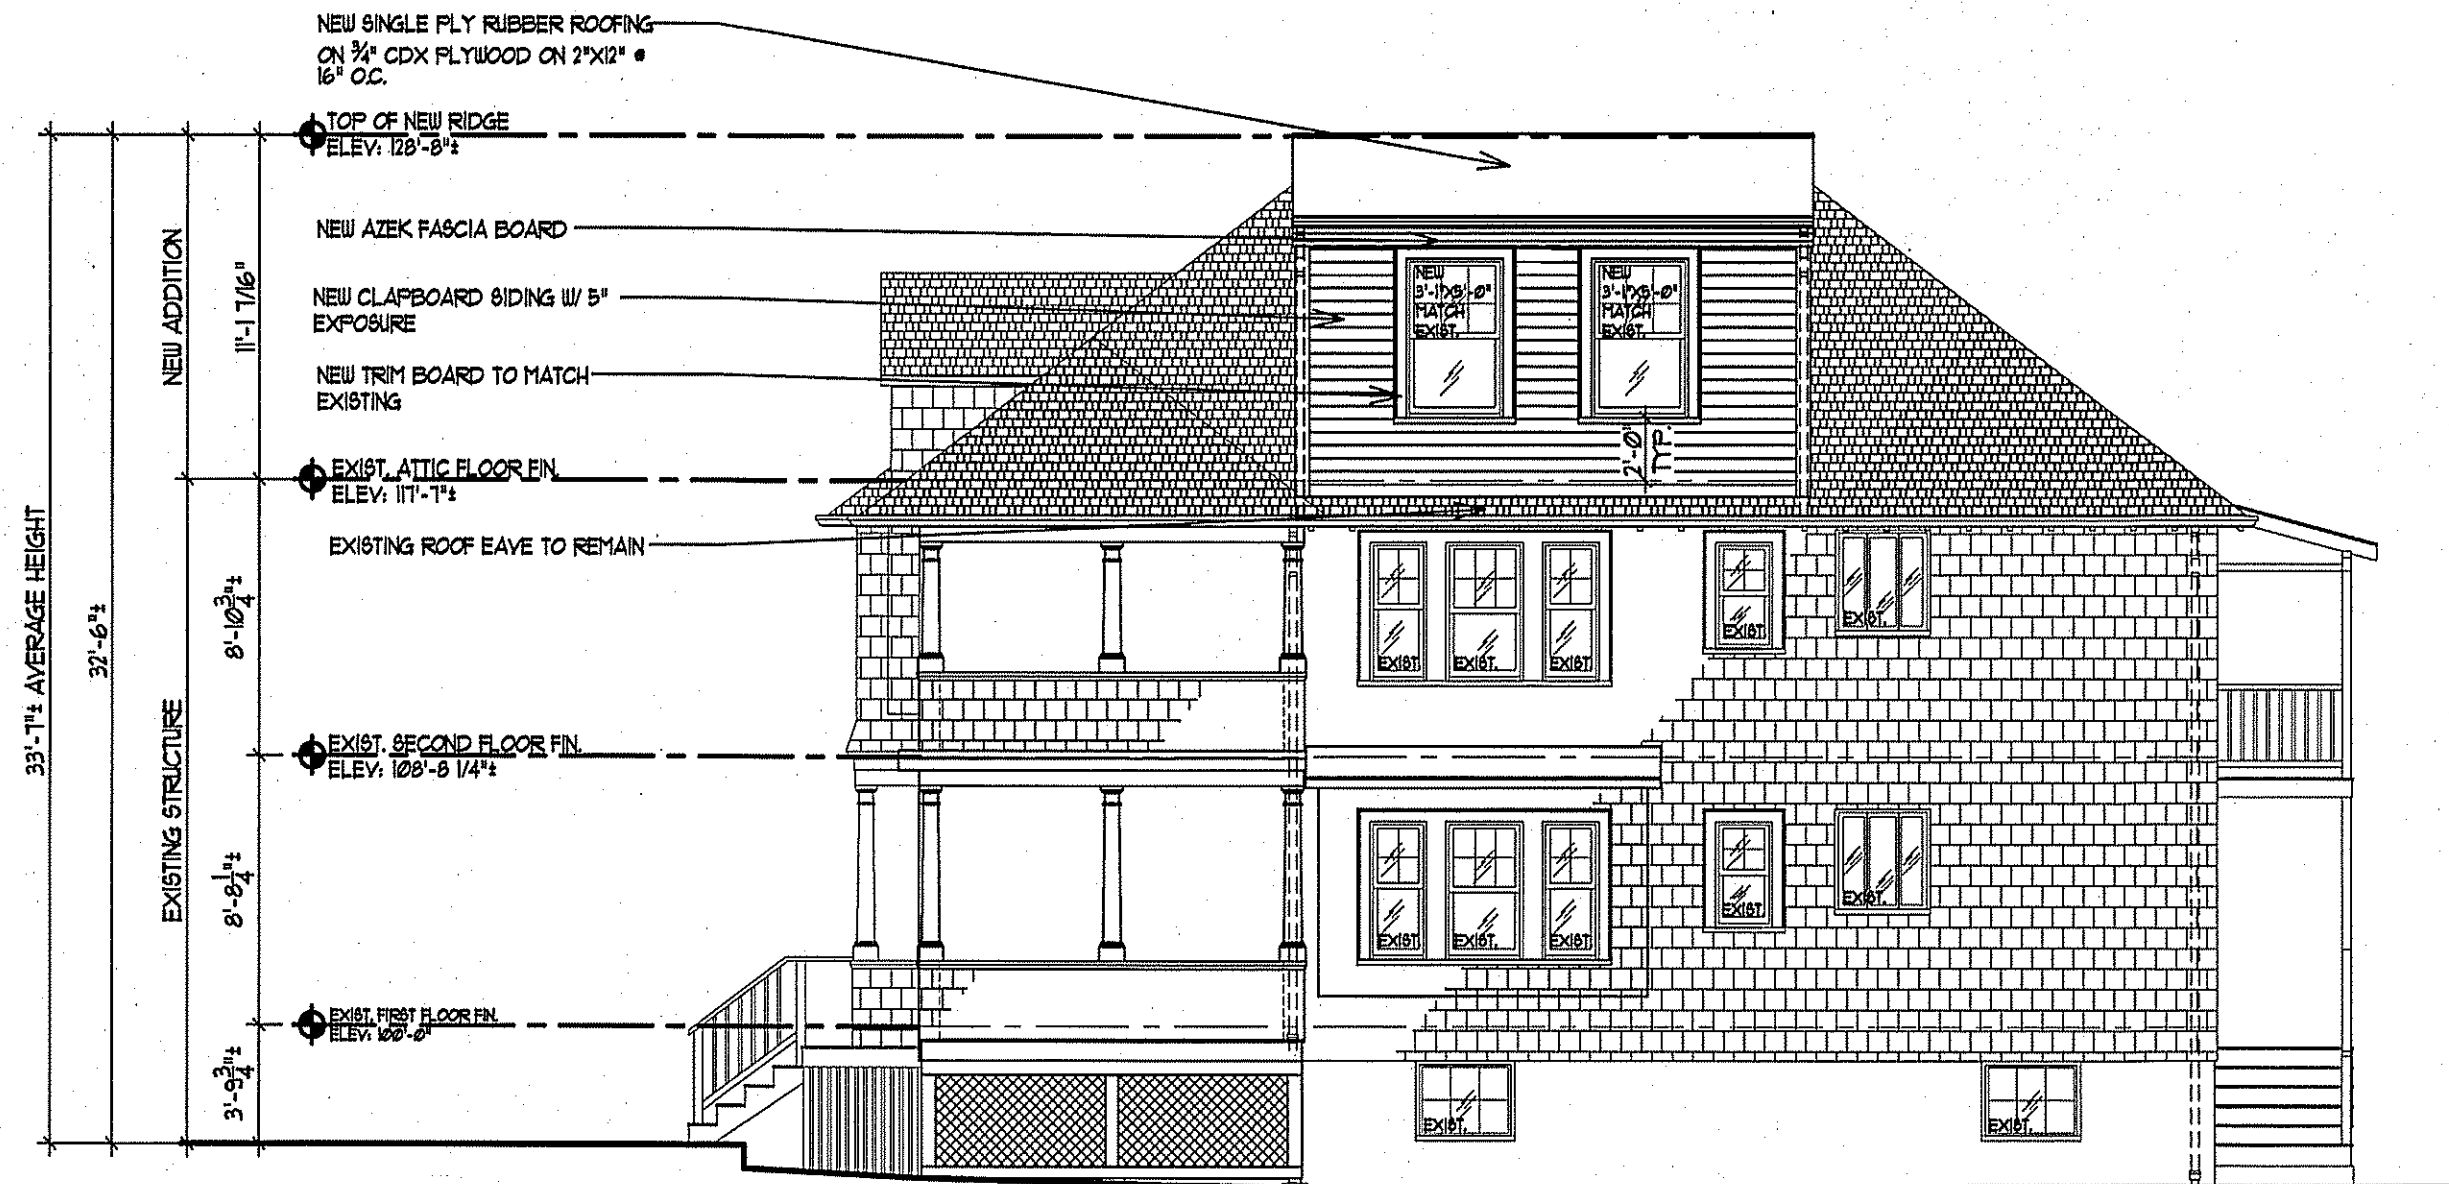 NEW SINGLE PLY RUBBER ROOFING
ON 3/4" CDX PLYWOOD ON 2"X12" @
16" O.C.
TOP OF NEW RIDGE
ELEV: 128'-8"±
NEW AZEK FASCIA BOARD
NEW CLAPBOARD SIDING W/ 5"
EXPOSURE
NEW TRIM BOARD TO MATCH
EXISTING
EXIST. ATTIC FLOOR FIN.
ELEV: 117'-7"±
EXISTING ROOF EAVE TO REMAIN
EXIST. SECOND FLOOR FIN.
ELEV: 108'-8 1/4"±
EXIST. FIRST FLOOR FIN.
ELEV: 100'-0"
33'-7"± AVERAGE HEIGHT
32'-6"±
NEW ADDITION
EXISTING STRUCTURE
11'-1 7/16"
8'-10 3/4"±
8'-8 1/4"±
3'-9 3/4"±
NEW
3'-1"X5'-0"
MATCH
EXIST.
NEW
3'-1"X5'-0"
MATCH
EXIST.
2'-0"
TYP.
EXIST.
EXIST.
EXIST.
EXIST.
EXIST.
EXIST.
EXIST.
EXIST.
EXIST.
EXIST.
EXIST.
EXIST.